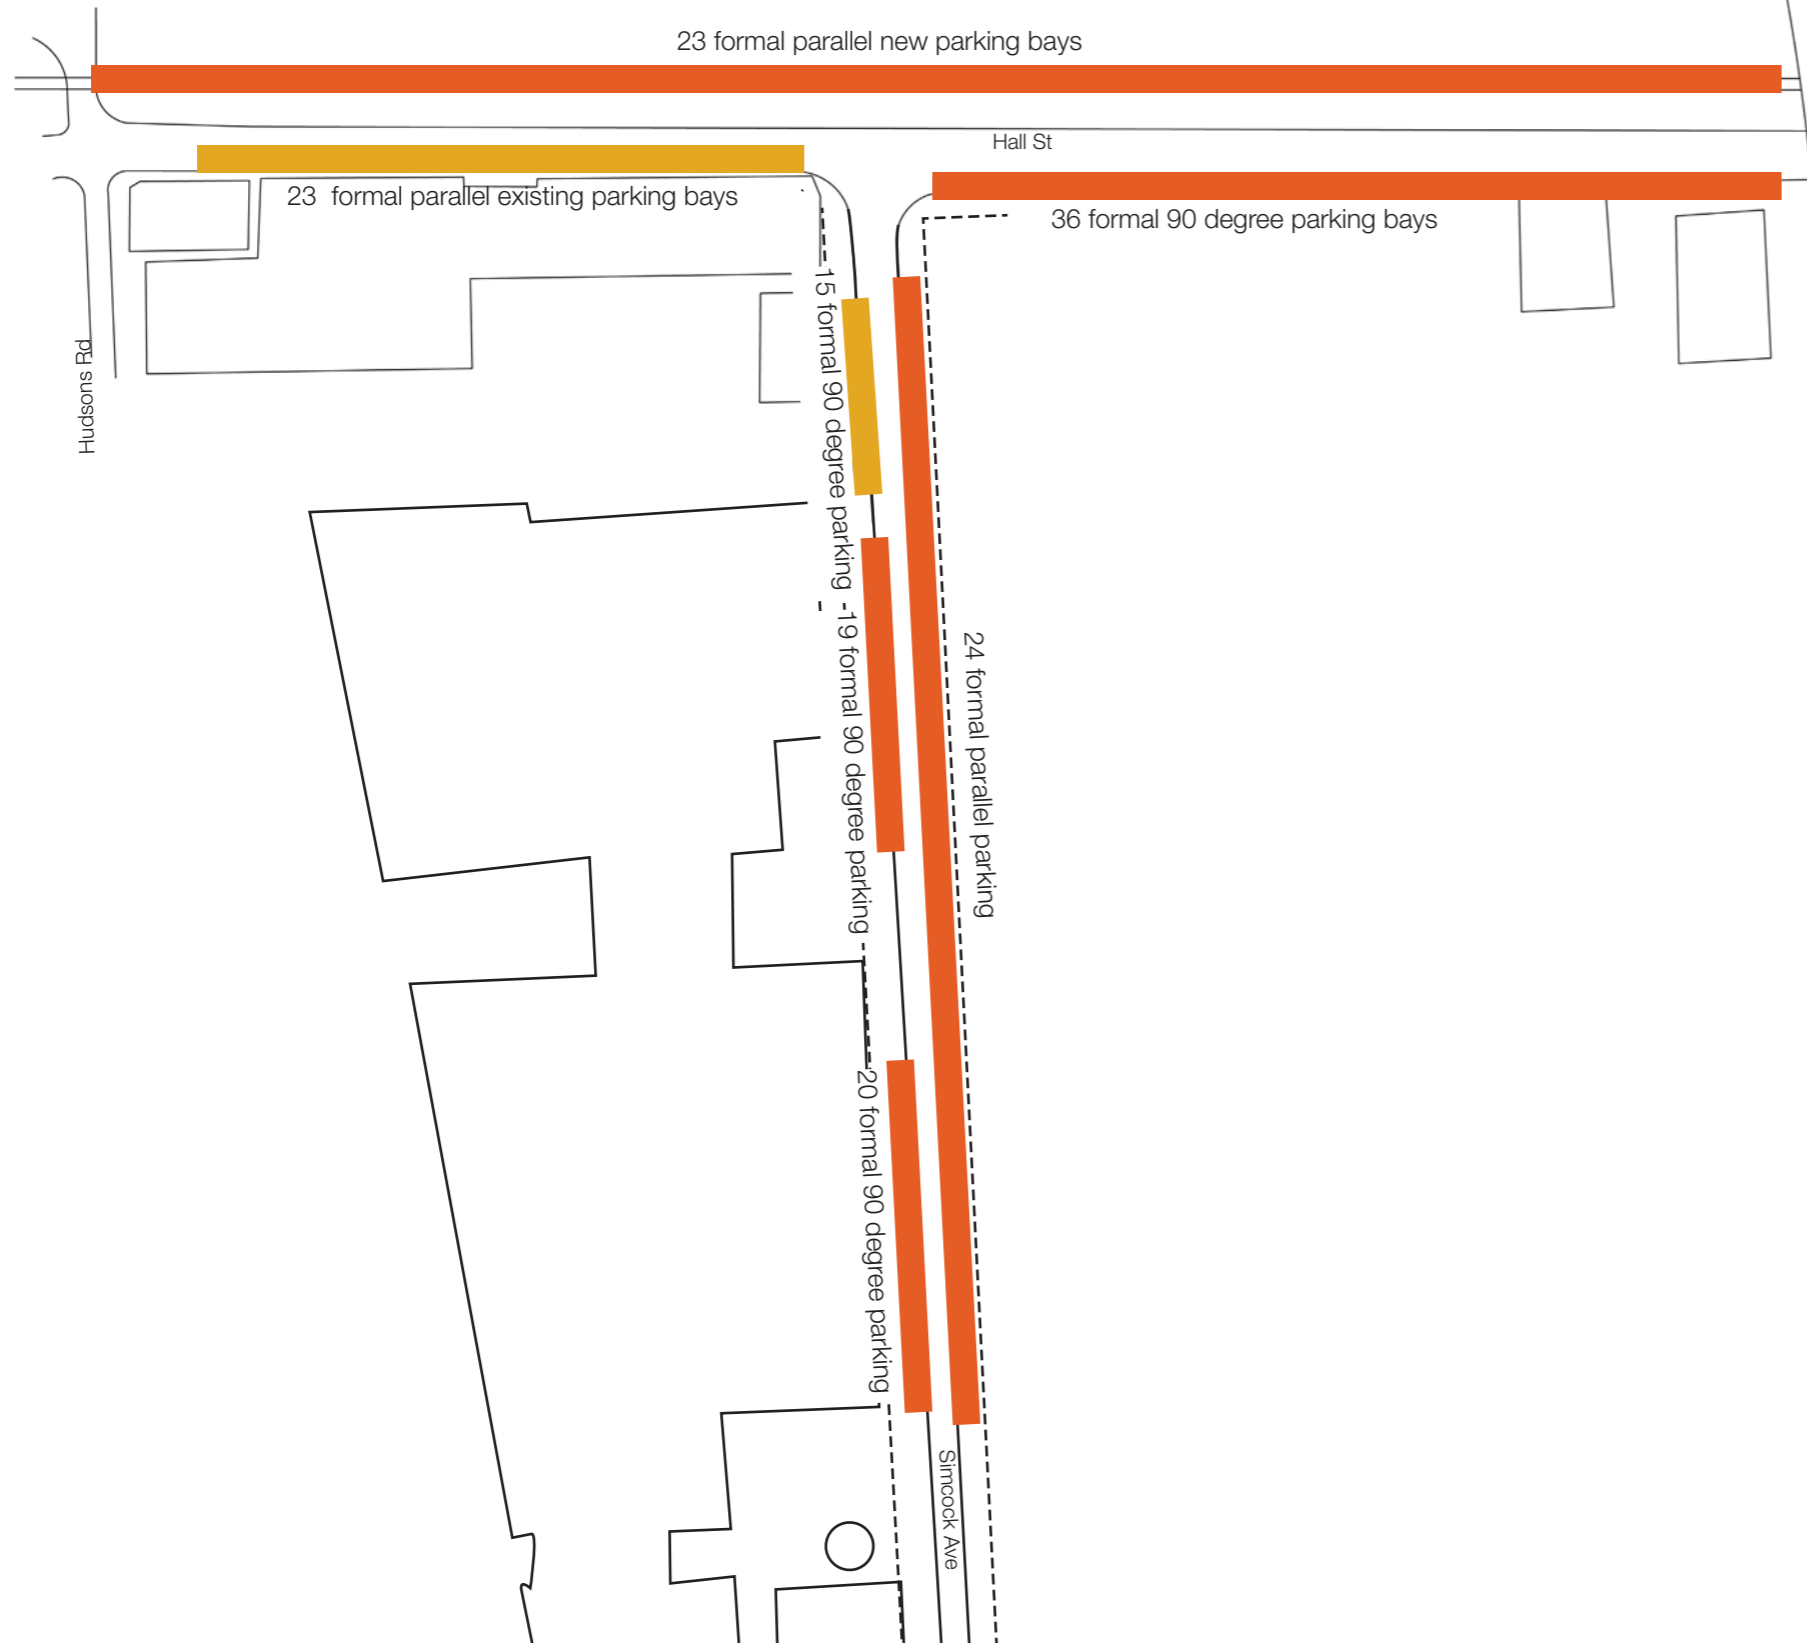 23 formal parallel new parking bays
Hall St
23 formal parallel existing parking bays
36 formal 90 degree parking bays
15 formal 90 degree parking
Hudsons Rd
19 formal 90 degree parking
24 formal parallel parking
20 formal 90 degree parking
Simcock Ave